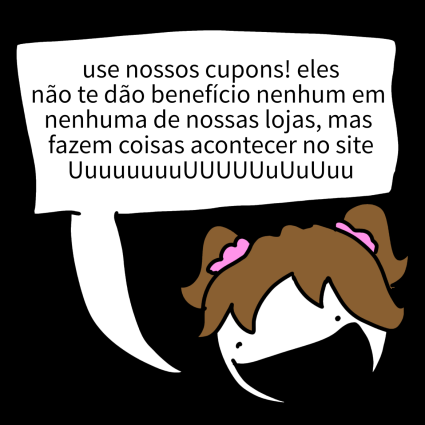 use nossos cupons! eles
não te dão benefício nenhum em
nenhuma de nossas lojas, mas
fazem coisas acontecer no site
UuuuuuuuUUUUUuUuUuu